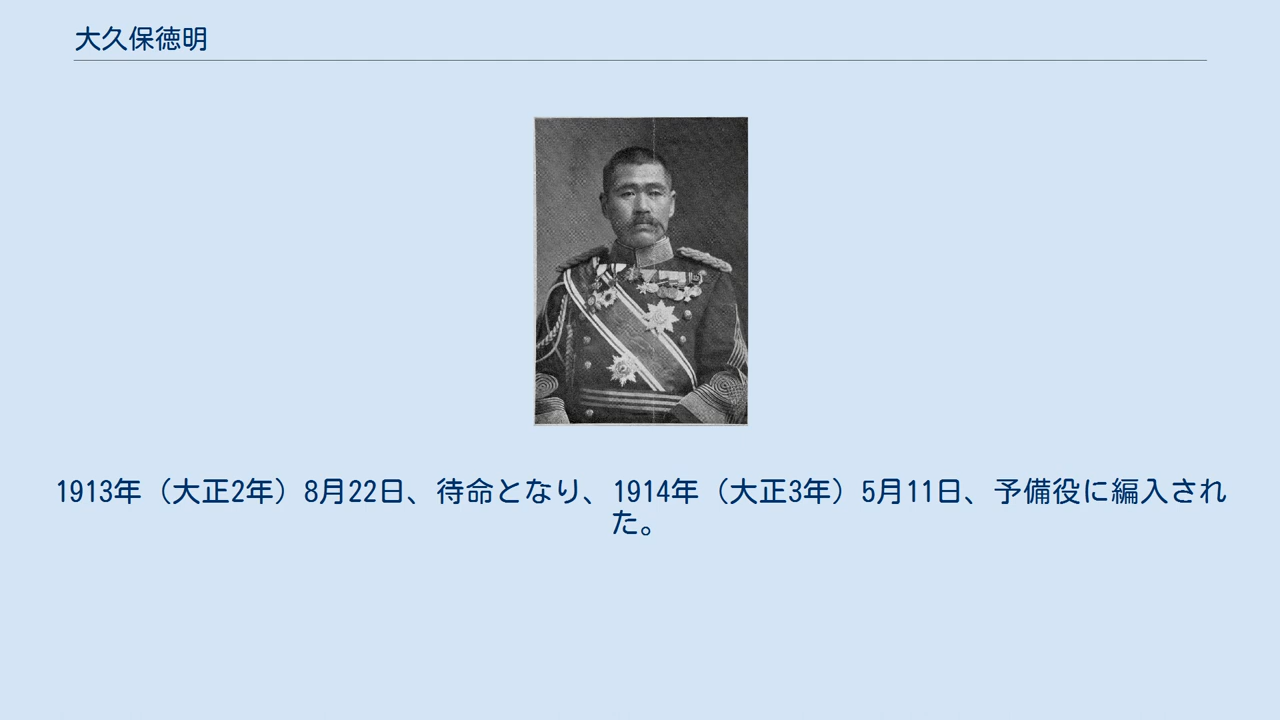 大久保徳明
1913年（大正2年）8月22日、待命となり、1914年（大正3年）5月11日、予備役に編入され
た。